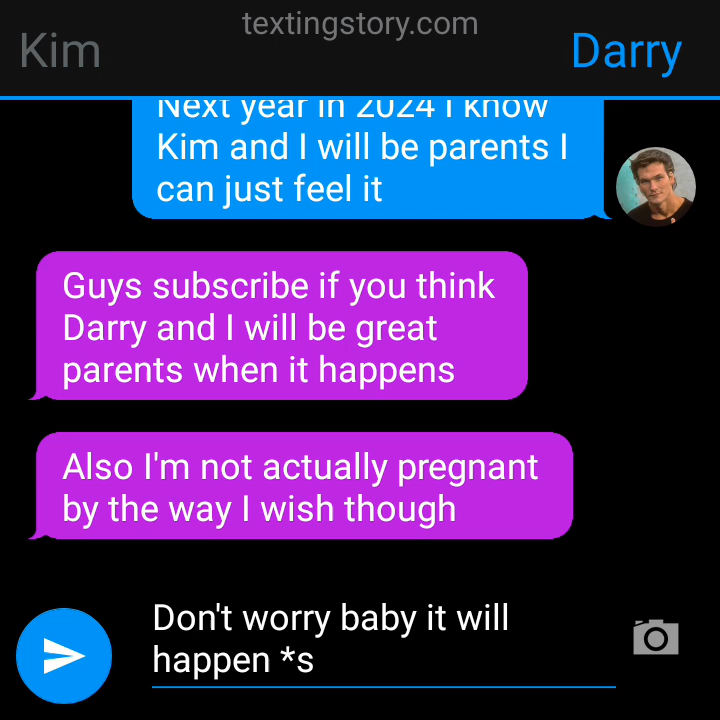 textingstory.com
Kim
Darry
Next year in 2024 I know
Kim and I will be parents I
can just feel it
Guys subscribe if you think
Darry and I will be great
parents when it happens
Also I'm not actually pregnant
by the way I wish though
Don't worry baby it will
happen *s